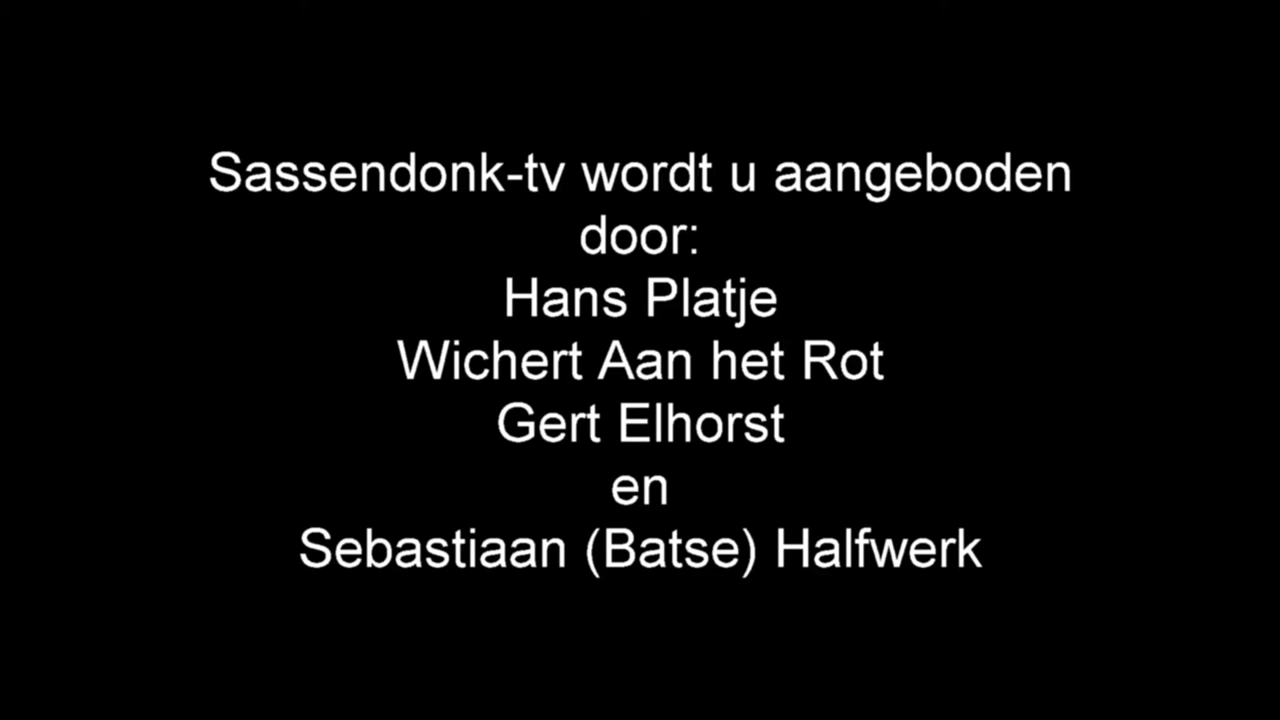 Sassendonk-tv wordt u aangeboden
door:
Hans Platje
Wichert Aan het Rot
Gert Elhorst
en
Sebastiaan (Batse) Halfwerk